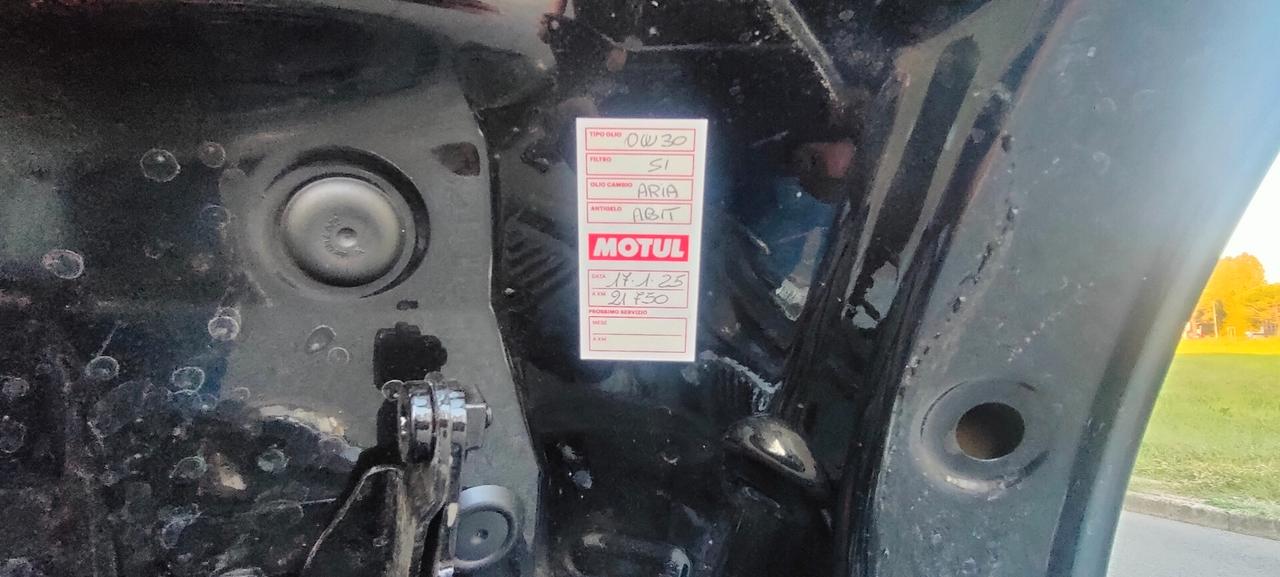 TIPO OLIO 0W30
FILTRO SI
OLIO CAMBIO ARIA
ANTIGELO ABIT
MOTUL
DATA 17.1.25
A KM 21750
PROSSIMO SERVIZIO
MESE
A KM